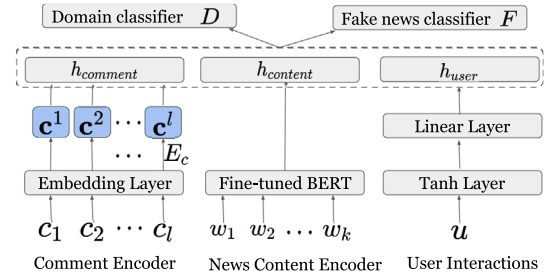 Domain classifier D
Fake news classifier F
h_comment
h_content
h_user
c^1 c^2 ... c^l
... E_c
Linear Layer
Embedding Layer
Fine-tuned BERT
Tanh Layer
c_1 c_2 ... c_l
w_1 w_2 ... w_k
u
Comment Encoder
News Content Encoder
User Interactions